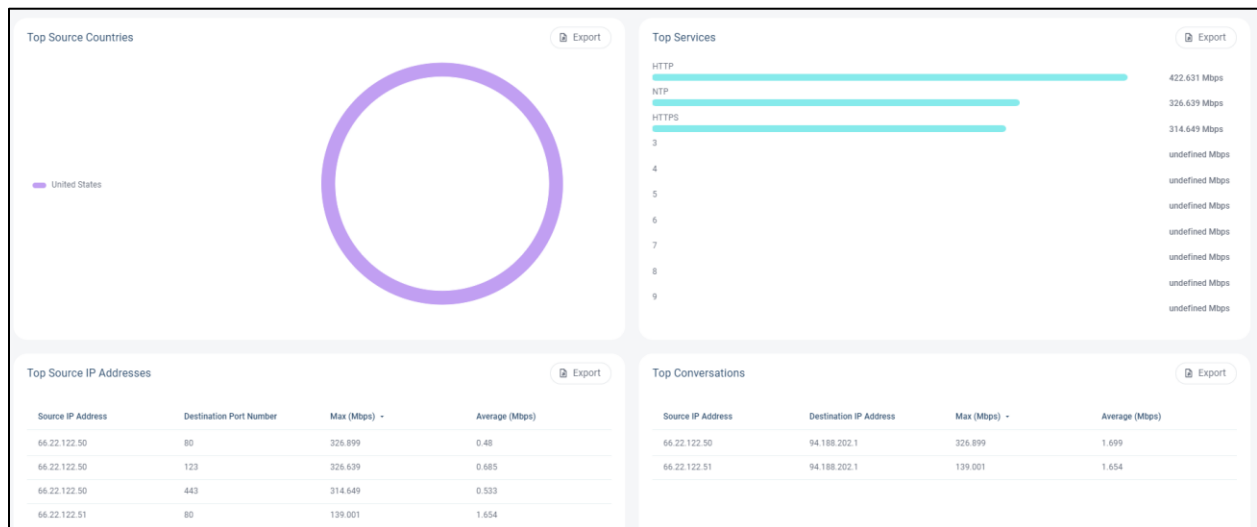 Top Source Countries
Export
United States
Top Services
Export
HTTP
422.631 Mbps
NTP
326.639 Mbps
HTTPS
314.649 Mbps
3
undefined Mbps
4
undefined Mbps
5
undefined Mbps
6
undefined Mbps
7
undefined Mbps
8
undefined Mbps
9
undefined Mbps
Top Source IP Addresses
Export
Source IP Address Destination Port Number Max (Mbps) Average (Mbps)
66.22.122.50 80 326.899 0.48
66.22.122.50 123 326.639 0.685
66.22.122.50 443 314.649 0.533
66.22.122.51 80 139.001 1.654
Top Conversations
Export
Source IP Address Destination IP Address Max (Mbps) Average (Mbps)
66.22.122.50 94.188.202.1 326.899 1.699
66.22.122.51 94.188.202.1 139.001 1.654